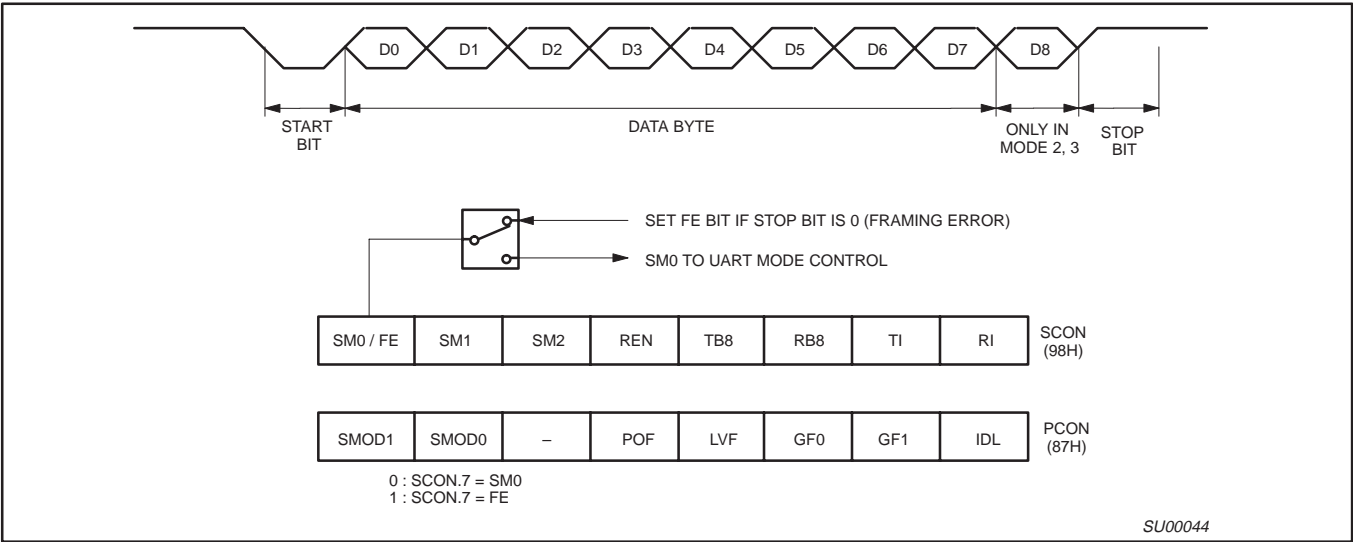 D0 D1 D2 D3 D4 D5 D6 D7 D8
START
BIT
DATA BYTE
ONLY IN
MODE 2, 3
STOP
BIT
SET FE BIT IF STOP BIT IS 0 (FRAMING ERROR)
SM0 TO UART MODE CONTROL
SM0 / FE SM1 SM2 REN TB8 RB8 TI RI
SCON
(98H)
SMOD1 SMOD0 – POF LVF GF0 GF1 IDL
PCON
(87H)
0 : SCON.7 = SM0
1 : SCON.7 = FE
SU00044